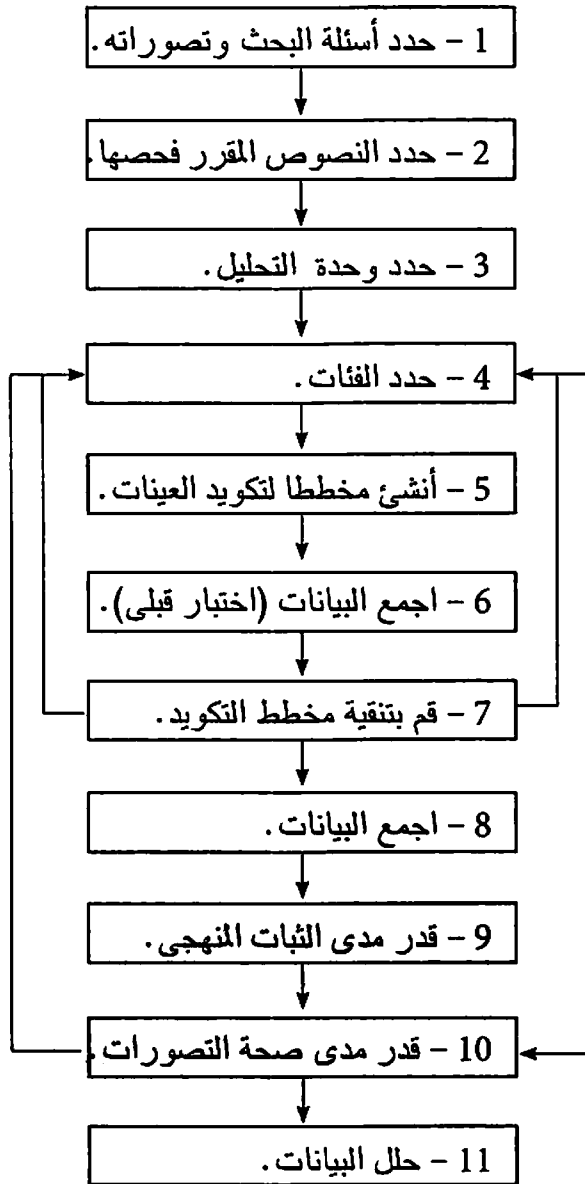 1 - حدد أسئلة البحث وتصوراته.
2 - حدد النصوص المقرر فحصها.
3 - حدد وحدة التحليل.
4 - حدد الفئات.
5 - أنشئ مخططا لتكويد العينات.
6 - اجمع البيانات (اختبار قبلى).
7 - قم بتنقية مخطط التكويد.
8 - اجمع البيانات.
9 - قدر مدى الثبات المنهجى.
10 - قدر مدى صحة التصورات.
11 - حلل البيانات.